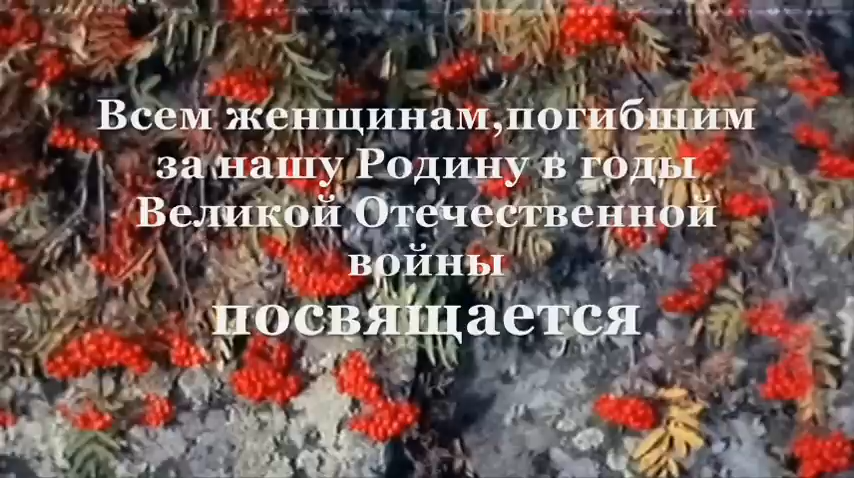 Всем женщинам,погибшим
за нашу Родину в годы
Великой Отечественной
войны
посвящается